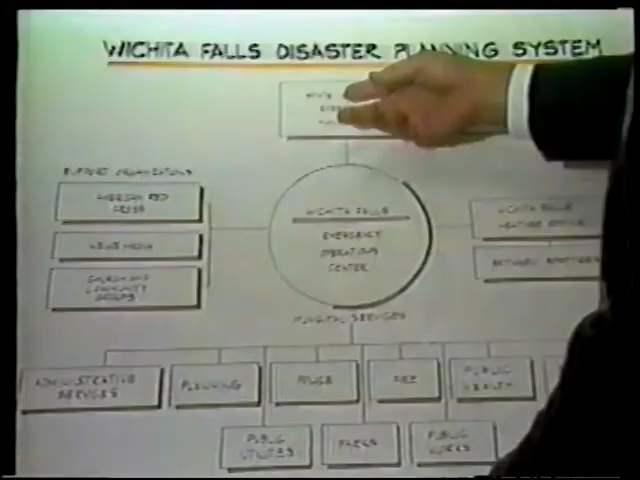 WICHITA FALLS DISASTER PLANNING SYSTEM
STATE
SUPPORT ORGANIZATIONS
AMERICAN RED
CROSS
NEWS MEDIA
CHURCH AND
COMMUNITY
GROUPS
WICHITA FALLS
EMERGENCY
OPERATIONS
CENTER
WICHITA FALLS
WEATHER OFFICE
MUNICIPAL SERVICES
ADMINISTRATIVE
SERVICES
PLANNING
POLICE
FIRE
PUBLIC
HEALTH
PUBLIC
UTILITIES
PARKS
PUBLIC
WORKS